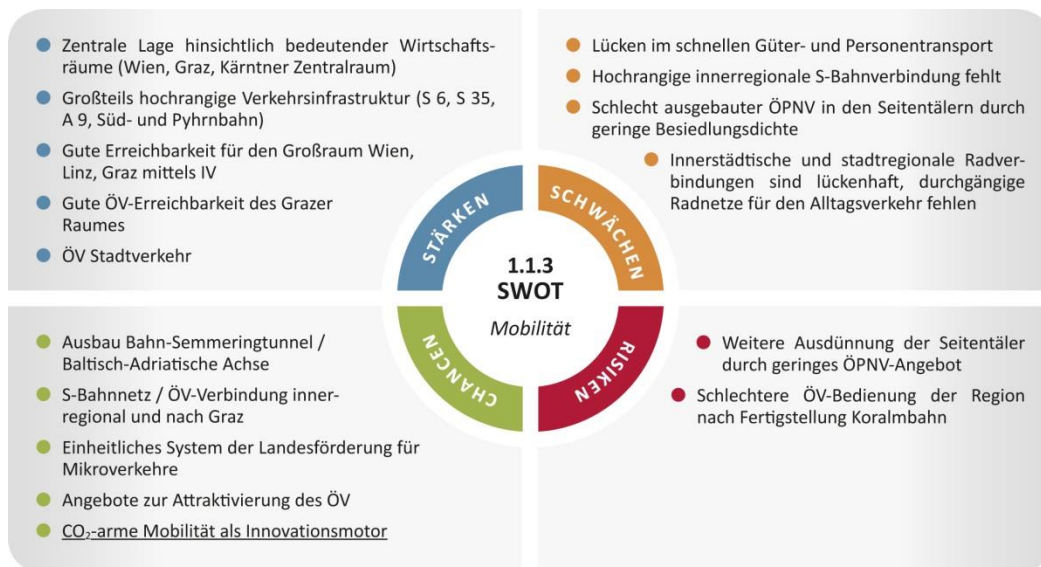 Zentrale Lage hinsichtlich bedeutender Wirtschafts-
räume (Wien, Graz, Kärntner Zentralraum)
Großteils hochrangige Verkehrsinfrastruktur (S 6, S 35,
A 9, Süd- und Pyhrnbahn)
Gute Erreichbarkeit für den Großraum Wien,
Linz, Graz mittels IV
Gute ÖV-Erreichbarkeit des Grazer
Raumes
ÖV Stadtverkehr
Lücken im schnellen Güter- und Personentransport
Hochrangige innerregionale S-Bahnverbindung fehlt
Schlecht ausgebauter ÖPNV in den Seitentälern durch
geringe Besiedlungsdichte
Innerstädtische und stadtregionale Radver-
bindungen sind lückenhaft, durchgängige
Radnetze für den Alltagsverkehr fehlen
STÄRKEN
SCHWÄCHEN
1.1.3
SWOT
Mobilität
CHANCEN
RISIKEN
Ausbau Bahn-Semmeringtunnel /
Baltisch-Adriatische Achse
S-Bahnnetz / ÖV-Verbindung inner-
regional und nach Graz
Einheitliches System der Landesförderung für
Mikroverkehre
Angebote zur Attraktivierung des ÖV
CO₂-arme Mobilität als Innovationsmotor
Weitere Ausdünnung der Seitentäler
durch geringes ÖPNV-Angebot
Schlechtere ÖV-Bedienung der Region
nach Fertigstellung Koralmbahn